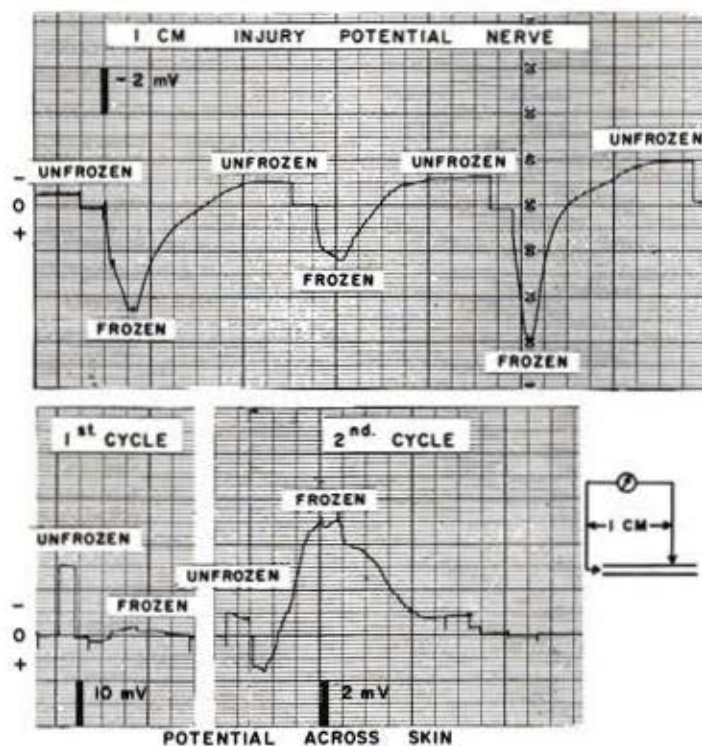 1 CM INJURY POTENTIAL NERVE
~2 mV
UNFROZEN
UNFROZEN
UNFROZEN
UNFROZEN
-
0
+
FROZEN
FROZEN
FROZEN
1st. CYCLE
2nd. CYCLE
FROZEN
UNFROZEN
UNFROZEN
FROZEN
1 CM
-
0
+
10 mV
2 mV
POTENTIAL ACROSS SKIN